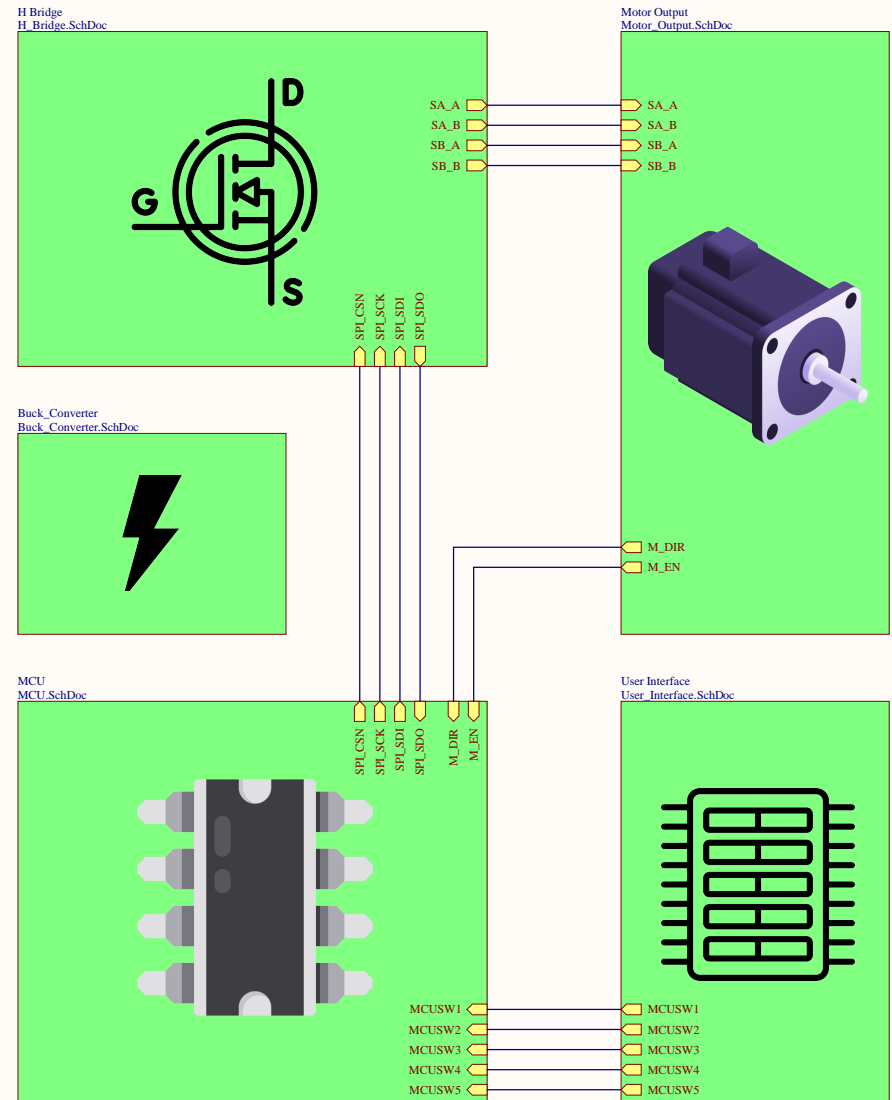 H Bridge
H_Bridge.SchDoc
D
G
S
SA_A
SA_B
SB_A
SB_B
SPI_CSN
SPI_SCK
SPI_SDI
SPI_SDO
Motor Output
Motor_Output.SchDoc
SA_A
SA_B
SB_A
SB_B
M_DIR
M_EN
Buck_Converter
Buck_Converter.SchDoc
MCU
MCU.SchDoc
SPI_CSN
SPI_SCK
SPI_SDI
SPI_SDO
M_DIR
M_EN
MCUSW1
MCUSW2
MCUSW3
MCUSW4
MCUSW5
User Interface
User_Interface.SchDoc
MCUSW1
MCUSW2
MCUSW3
MCUSW4
MCUSW5